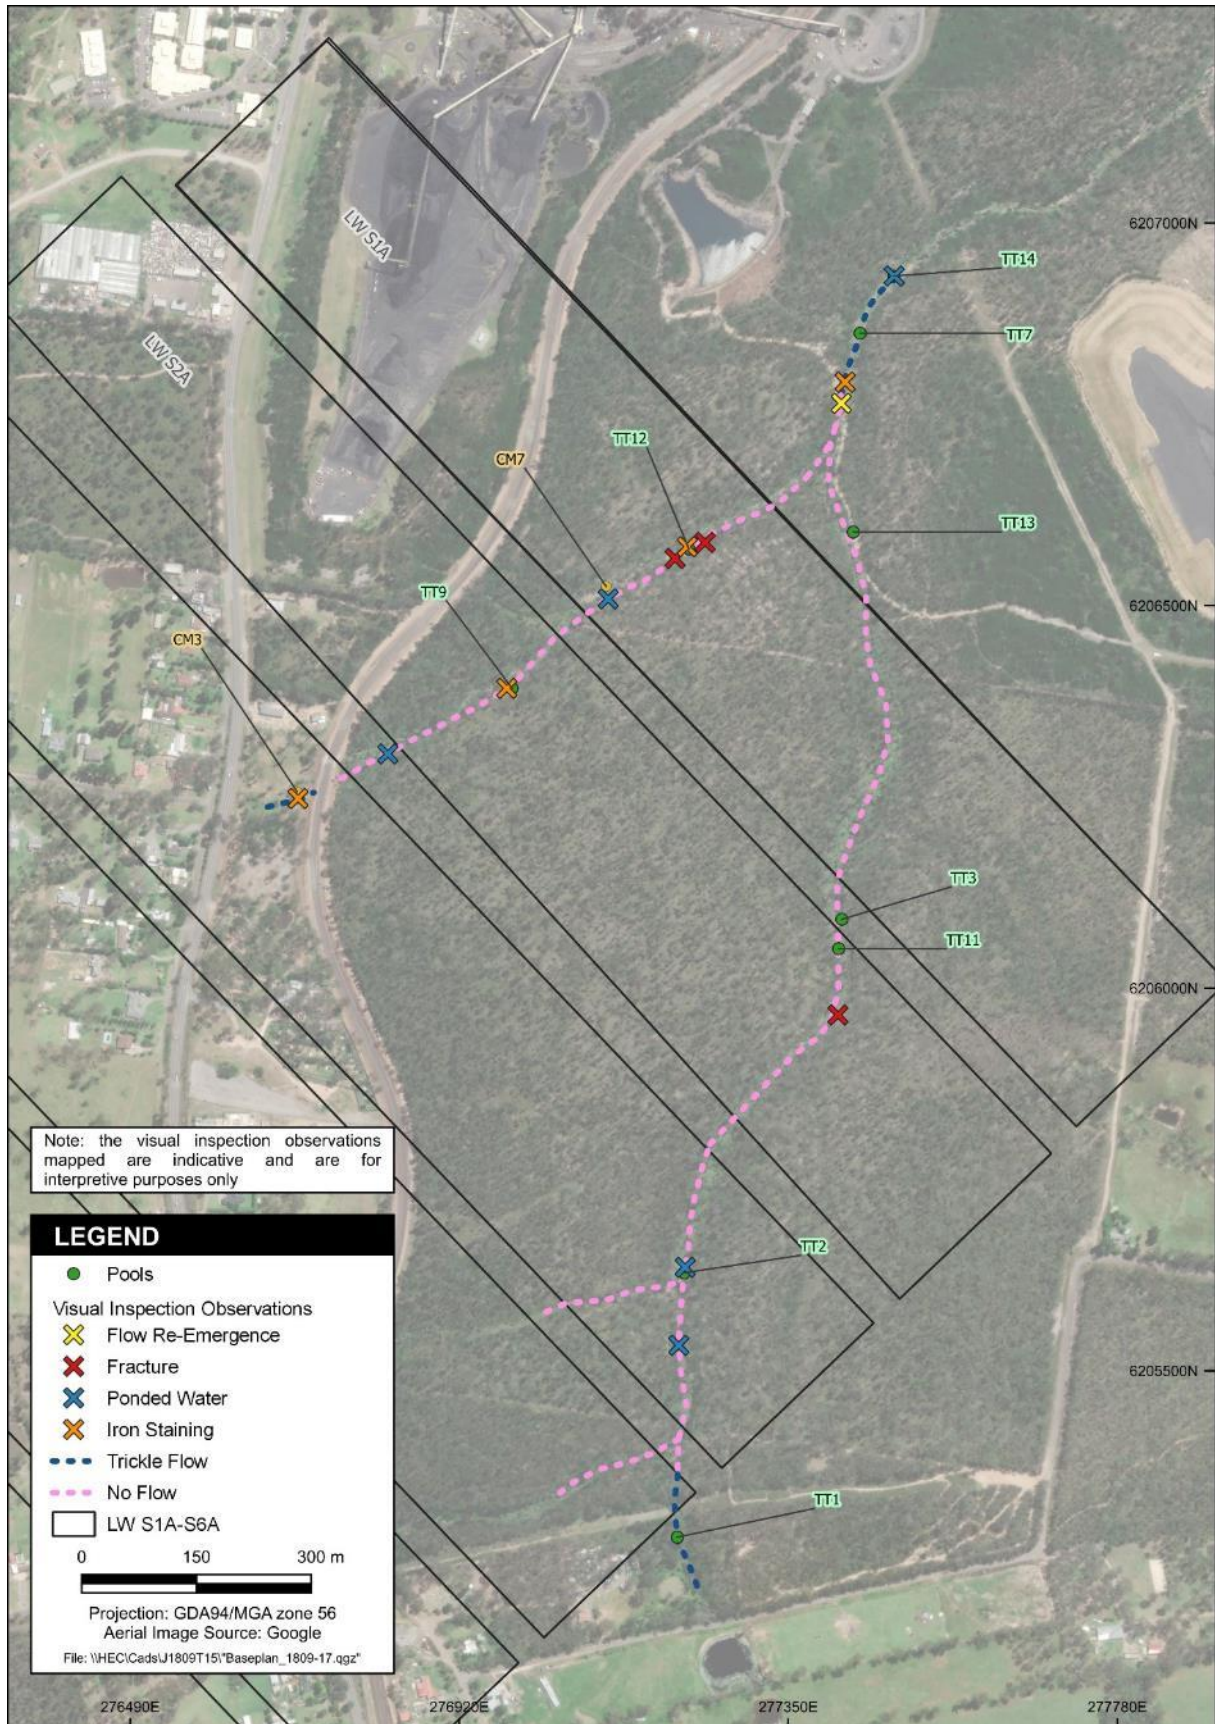 LW S1A
6207000N
TT14
TT7
LW S2A
TT12
CM7
TT13
TT9
6206500N
CM3
TT3
TT11
6206000N
Note: the visual inspection observations
mapped are indicative and are for
interpretive purposes only
LEGEND
Pools
Visual Inspection Observations
Flow Re-Emergence
Fracture
Ponded Water
Iron Staining
Trickle Flow
No Flow
LW S1A-S6A
0 150 300 m
Projection: GDA94/MGA zone 56
Aerial Image Source: Google
File: \\HEC\Cads\J1809T15\"Baseplan_1809-17.qgz"
TT2
6205500N
TT1
276490E 276920E 277350E 277780E